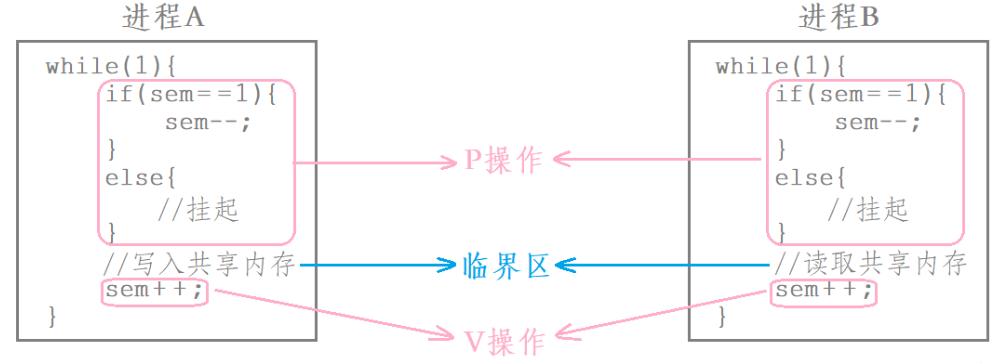 进程A
while(1){
if(sem==1){
sem--;
}
else{
//挂起
}
//写入共享内存
sem++;
}
P操作
临界区
V操作
进程B
while(1){
if(sem==1){
sem--;
}
else{
//挂起
}
//读取共享内存
sem++;
}